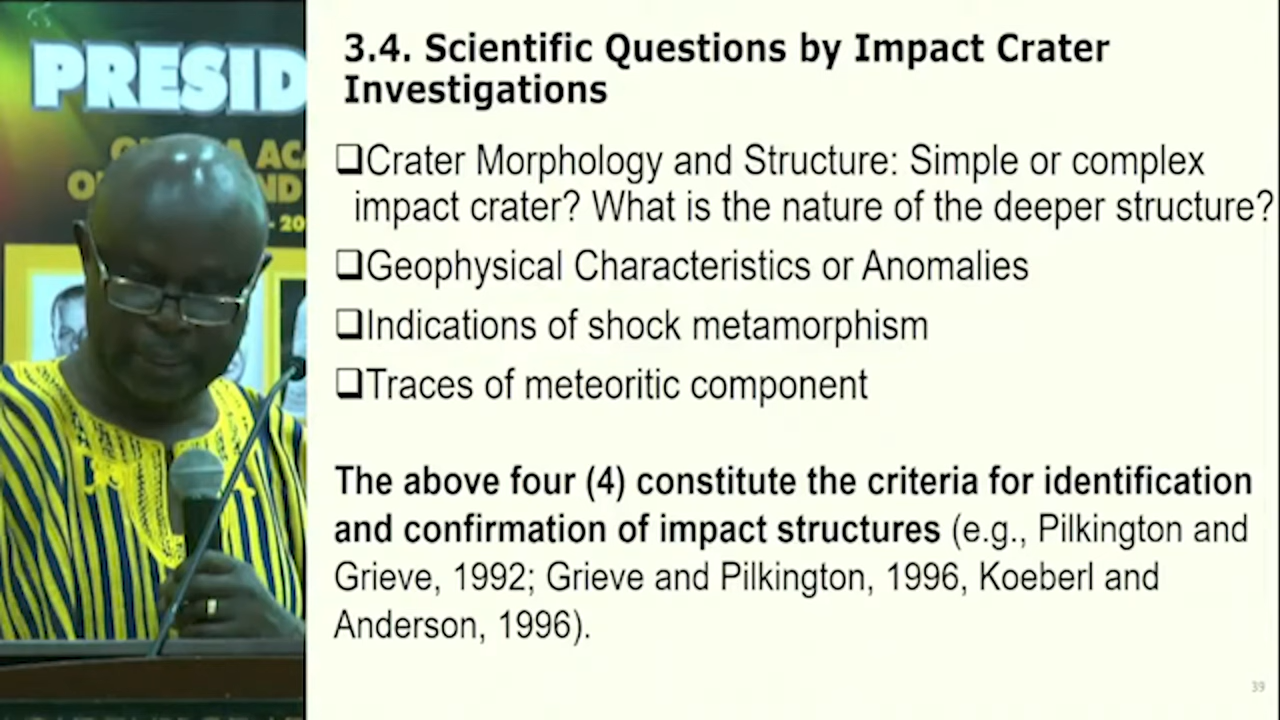 PRESID
- 20
3.4. Scientific Questions by Impact Crater
Investigations
❑Crater Morphology and Structure: Simple or complex
impact crater? What is the nature of the deeper structure?
❑Geophysical Characteristics or Anomalies
❑Indications of shock metamorphism
❑Traces of meteoritic component
The above four (4) constitute the criteria for identification
and confirmation of impact structures (e.g., Pilkington and
Grieve, 1992; Grieve and Pilkington, 1996, Koeberl and
Anderson, 1996).
39